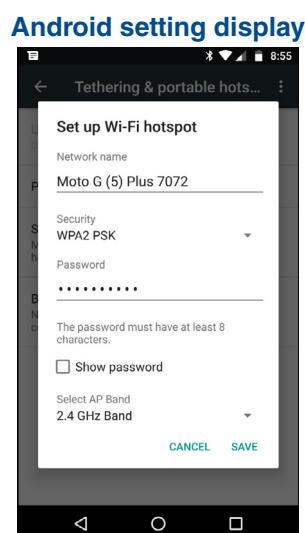 Android setting display
8:55
Tethering & portable hots...
Set up Wi-Fi hotspot
Network name
Moto G (5) Plus 7072
Security
WPA2 PSK
Password
••••••••••
The password must have at least 8
characters.
Show password
Select AP Band
2.4 GHz Band
CANCEL SAVE